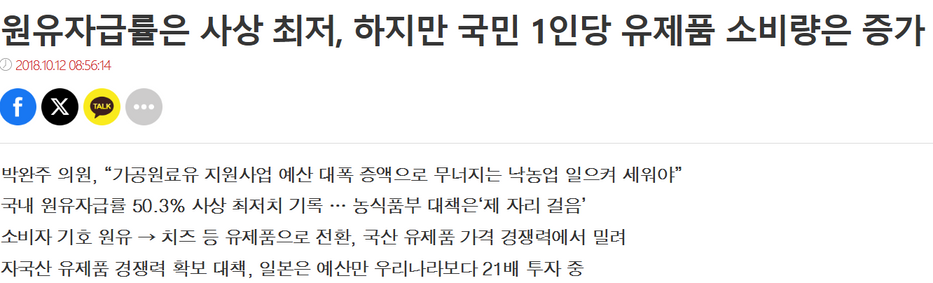 원유자급률은 사상 최저, 하지만 국민 1인당 유제품 소비량은 증가
2018.10.12 08:56:14
TALK
박완주 의원, “가공원료유 지원사업 예산 대폭 증액으로 무너지는 낙농업 일으켜 세워야”
국내 원유자급률 50.3% 사상 최저치 기록 … 농식품부 대책은‘제 자리 걸음’
소비자 기호 원유 → 치즈 등 유제품으로 전환, 국산 유제품 가격 경쟁력에서 밀려
자국산 유제품 경쟁력 확보 대책, 일본은 예산만 우리나라보다 21배 투자 중